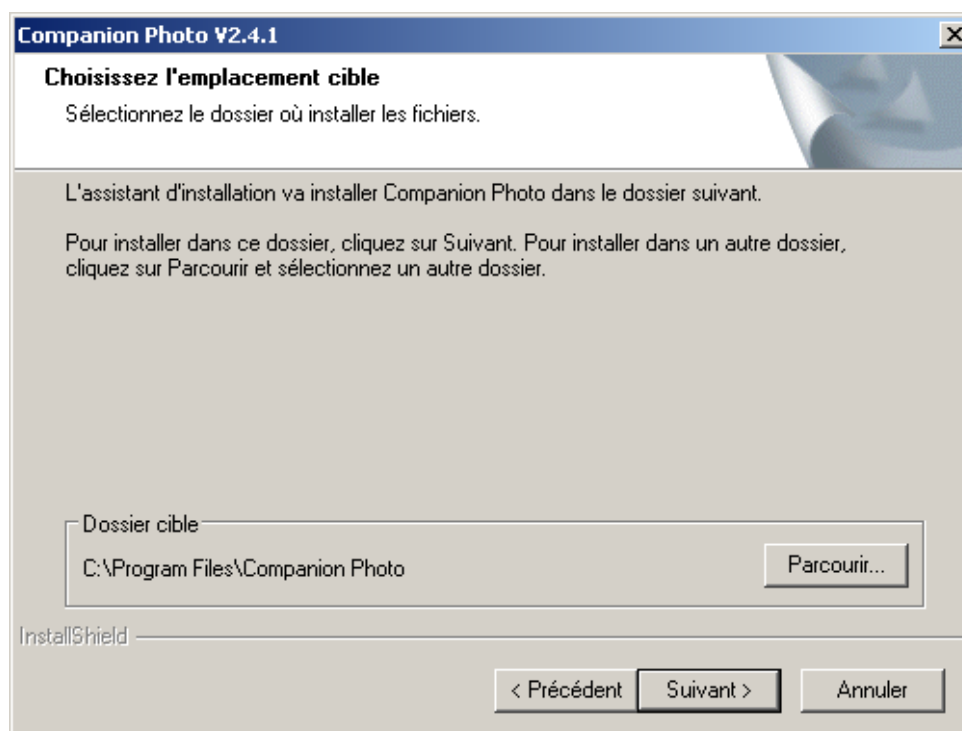 Companion Photo V2.4.1
Choisissez l'emplacement cible
Sélectionnez le dossier où installer les fichiers.
L'assistant d'installation va installer Companion Photo dans le dossier suivant.
Pour installer dans ce dossier, cliquez sur Suivant. Pour installer dans un autre dossier,
cliquez sur Parcourir et sélectionnez un autre dossier.
Dossier cible
C:\Program Files\Companion Photo
Parcourir...
InstallShield
< Précédent
Suivant >
Annuler